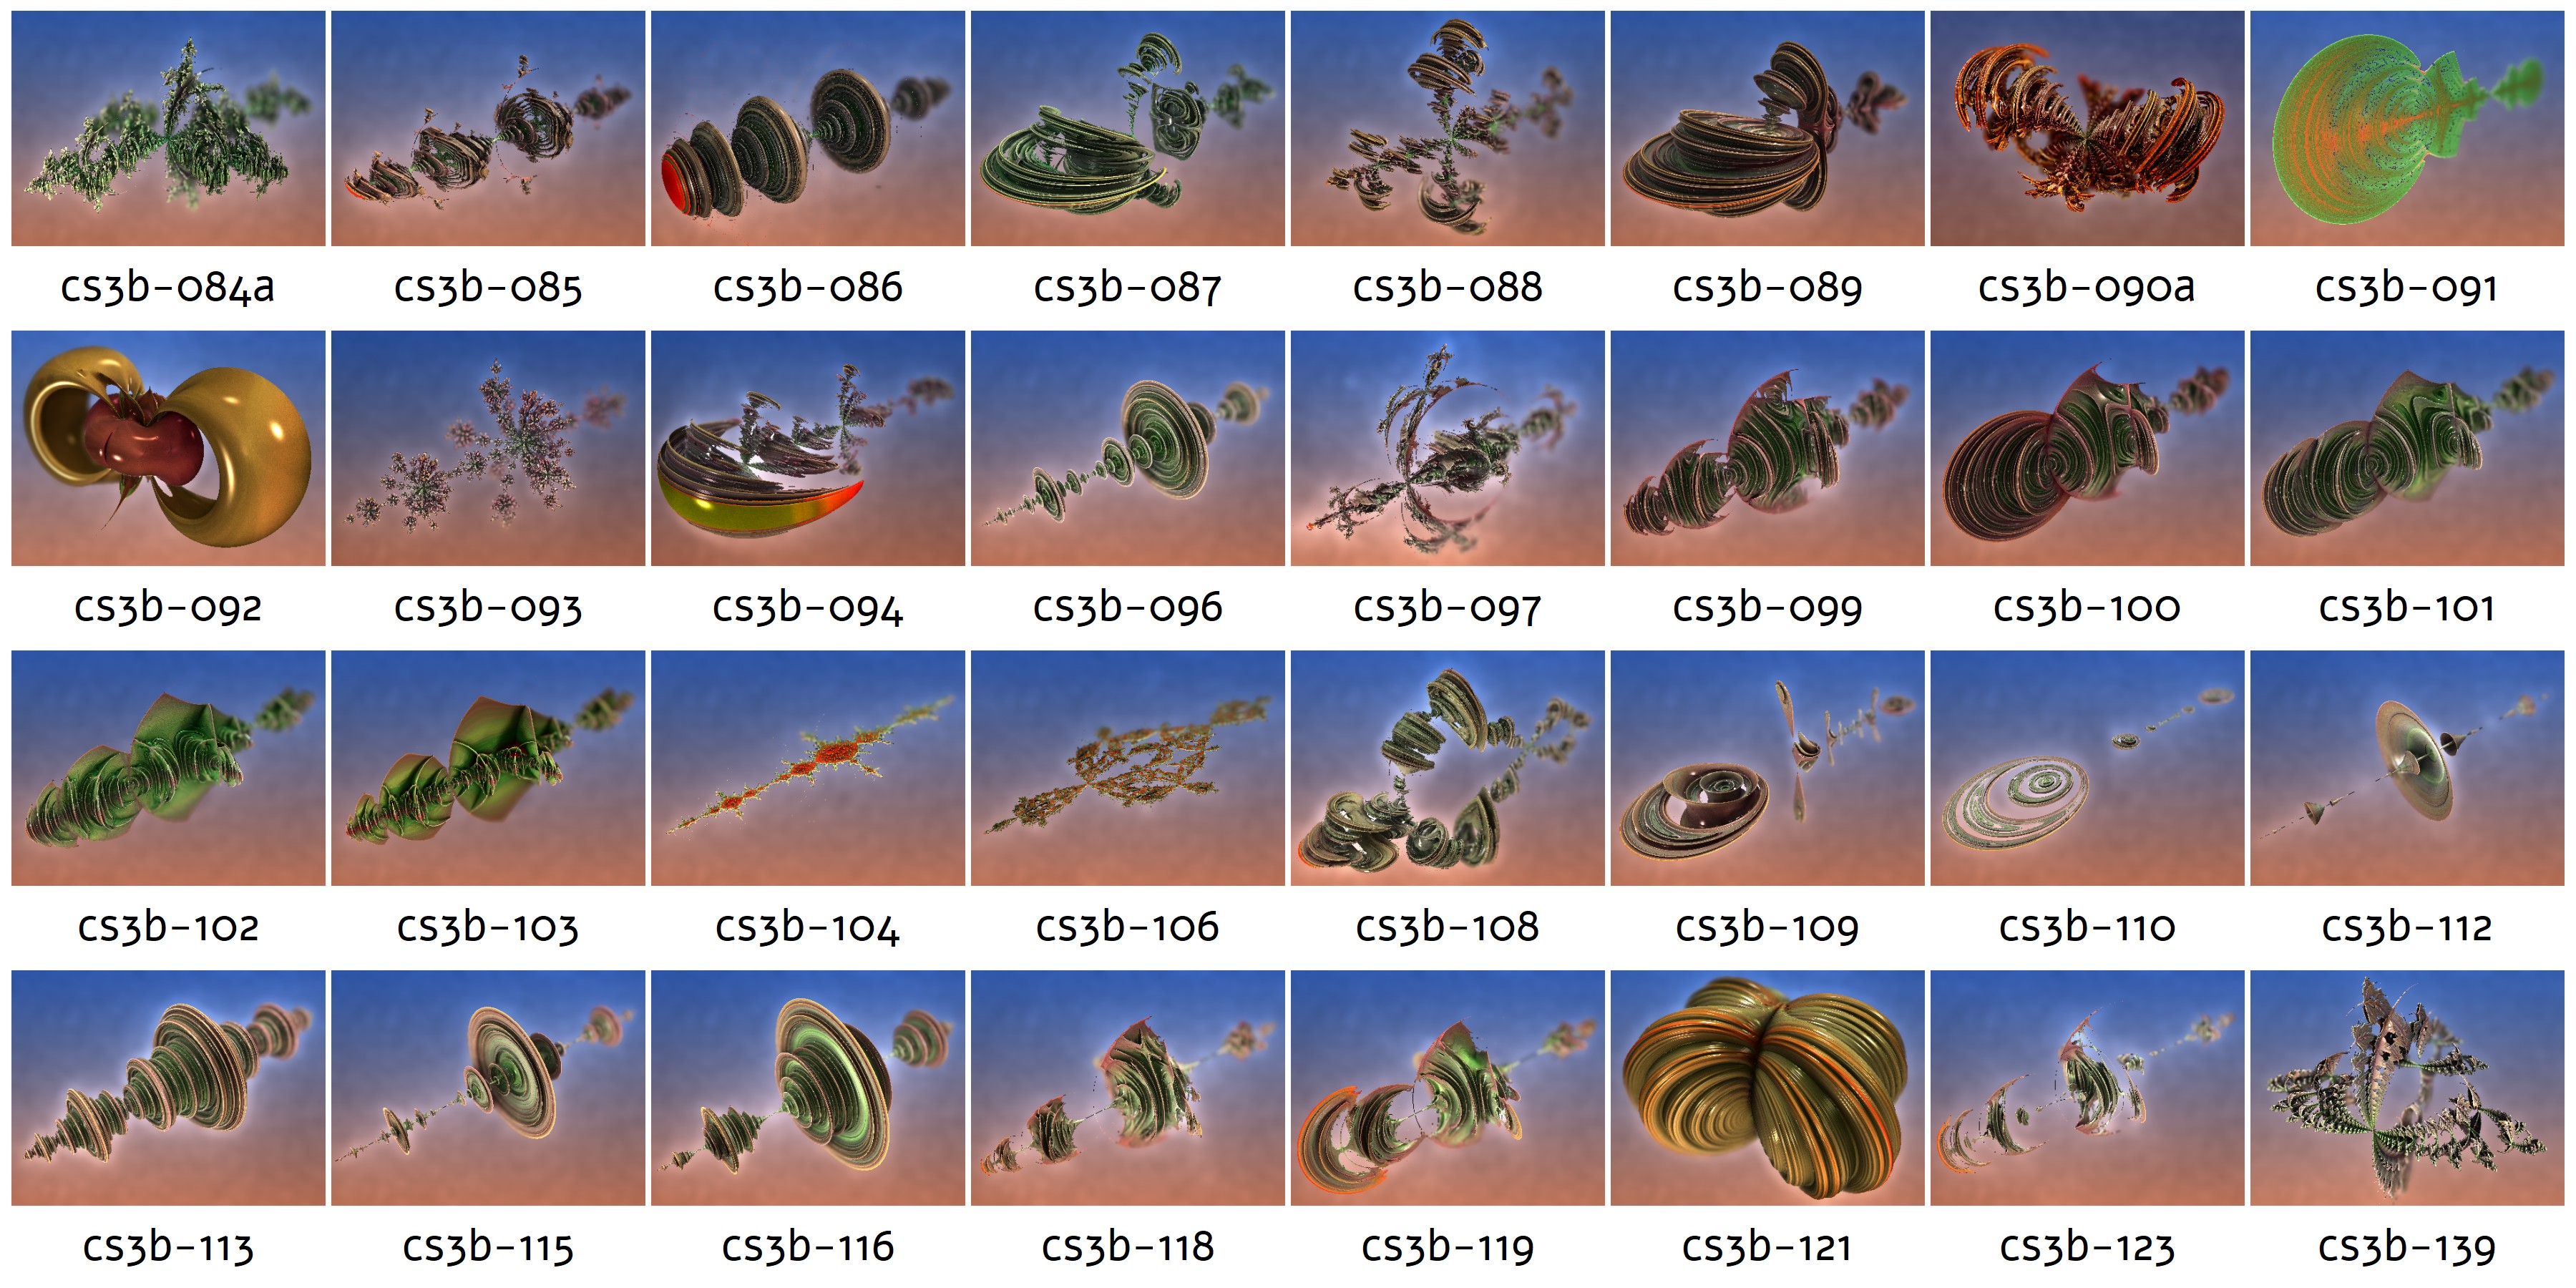 cs3b-084a cs3b-085 cs3b-086 cs3b-087 cs3b-088 cs3b-089 cs3b-090a cs3b-091
cs3b-092 cs3b-093 cs3b-094 cs3b-096 cs3b-097 cs3b-099 cs3b-100 cs3b-101
cs3b-102 cs3b-103 cs3b-104 cs3b-106 cs3b-108 cs3b-109 cs3b-110 cs3b-112
cs3b-113 cs3b-115 cs3b-116 cs3b-118 cs3b-119 cs3b-121 cs3b-123 cs3b-139